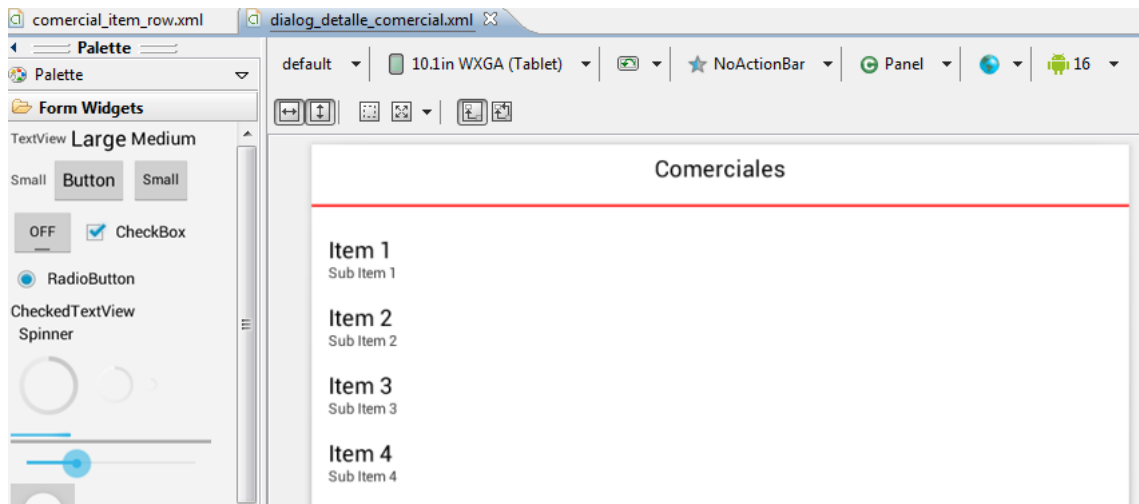 comercial_item_row.xml dialog_detalle_comercial.xml
Palette
Palette
default 10.1in WXGA (Tablet) NoActionBar Panel 16
Form Widgets
TextView Large Medium
Small Button Small
OFF CheckBox
RadioButton
CheckedTextView
Spinner
Comerciales
Item 1
Sub Item 1
Item 2
Sub Item 2
Item 3
Sub Item 3
Item 4
Sub Item 4